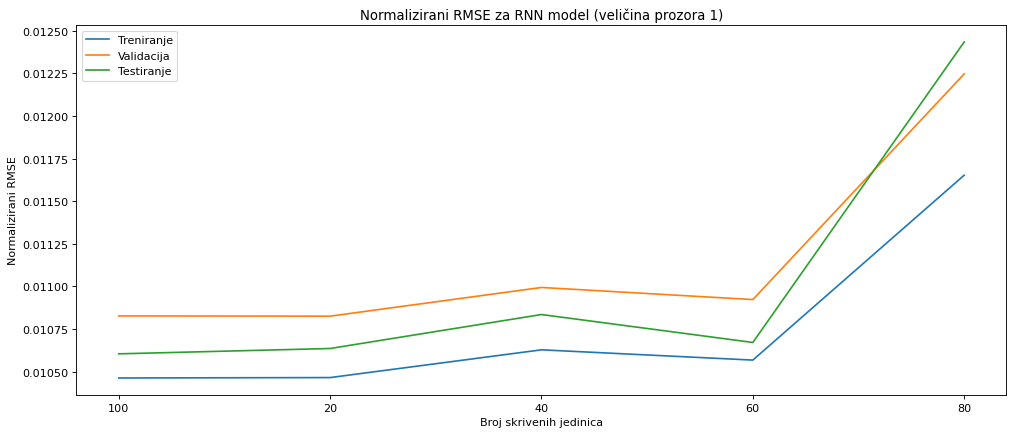 Normalizirani RMSE za RNN model (veličina prozora 1)
Treniranje
Validacija
Testiranje
Normalizirani RMSE
0.01250
0.01225
0.01200
0.01175
0.01150
0.01125
0.01100
0.01075
0.01050
100 20 40 60 80
Broj skrivenih jedinica